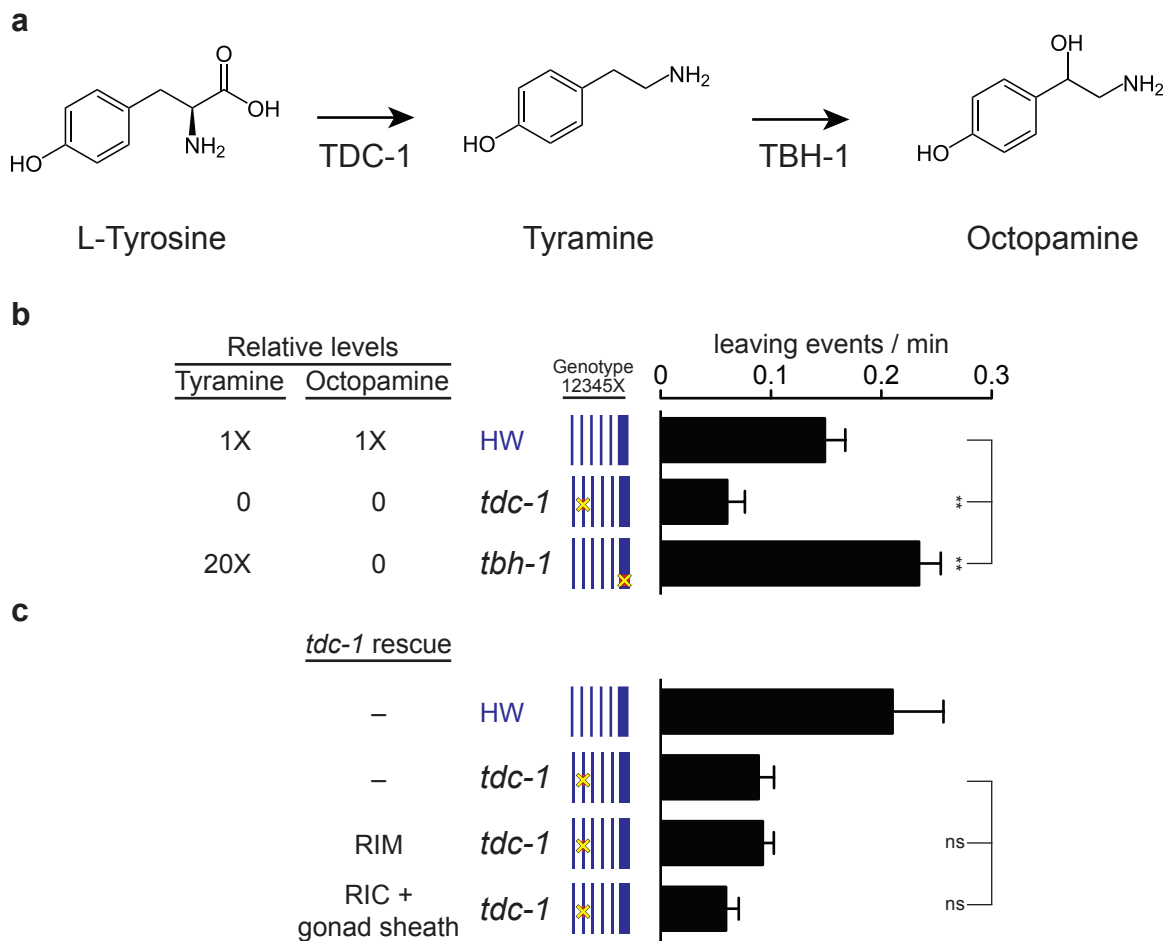 a
O
OH
NH2
HO
TDC-1
L-Tyrosine
NH2
HO
TBH-1
Tyramine
OH
NH2
HO
Octopamine
b
Relative levels
Tyramine Octopamine
Genotype
12345X
leaving events / min
0 0.1 0.2 0.3
1X 1X HW
0 0 tdc-1 **
20X 0 tbh-1 **
c
tdc-1 rescue
– HW
– tdc-1
RIM tdc-1 ns
RIC +
gonad sheath tdc-1 ns